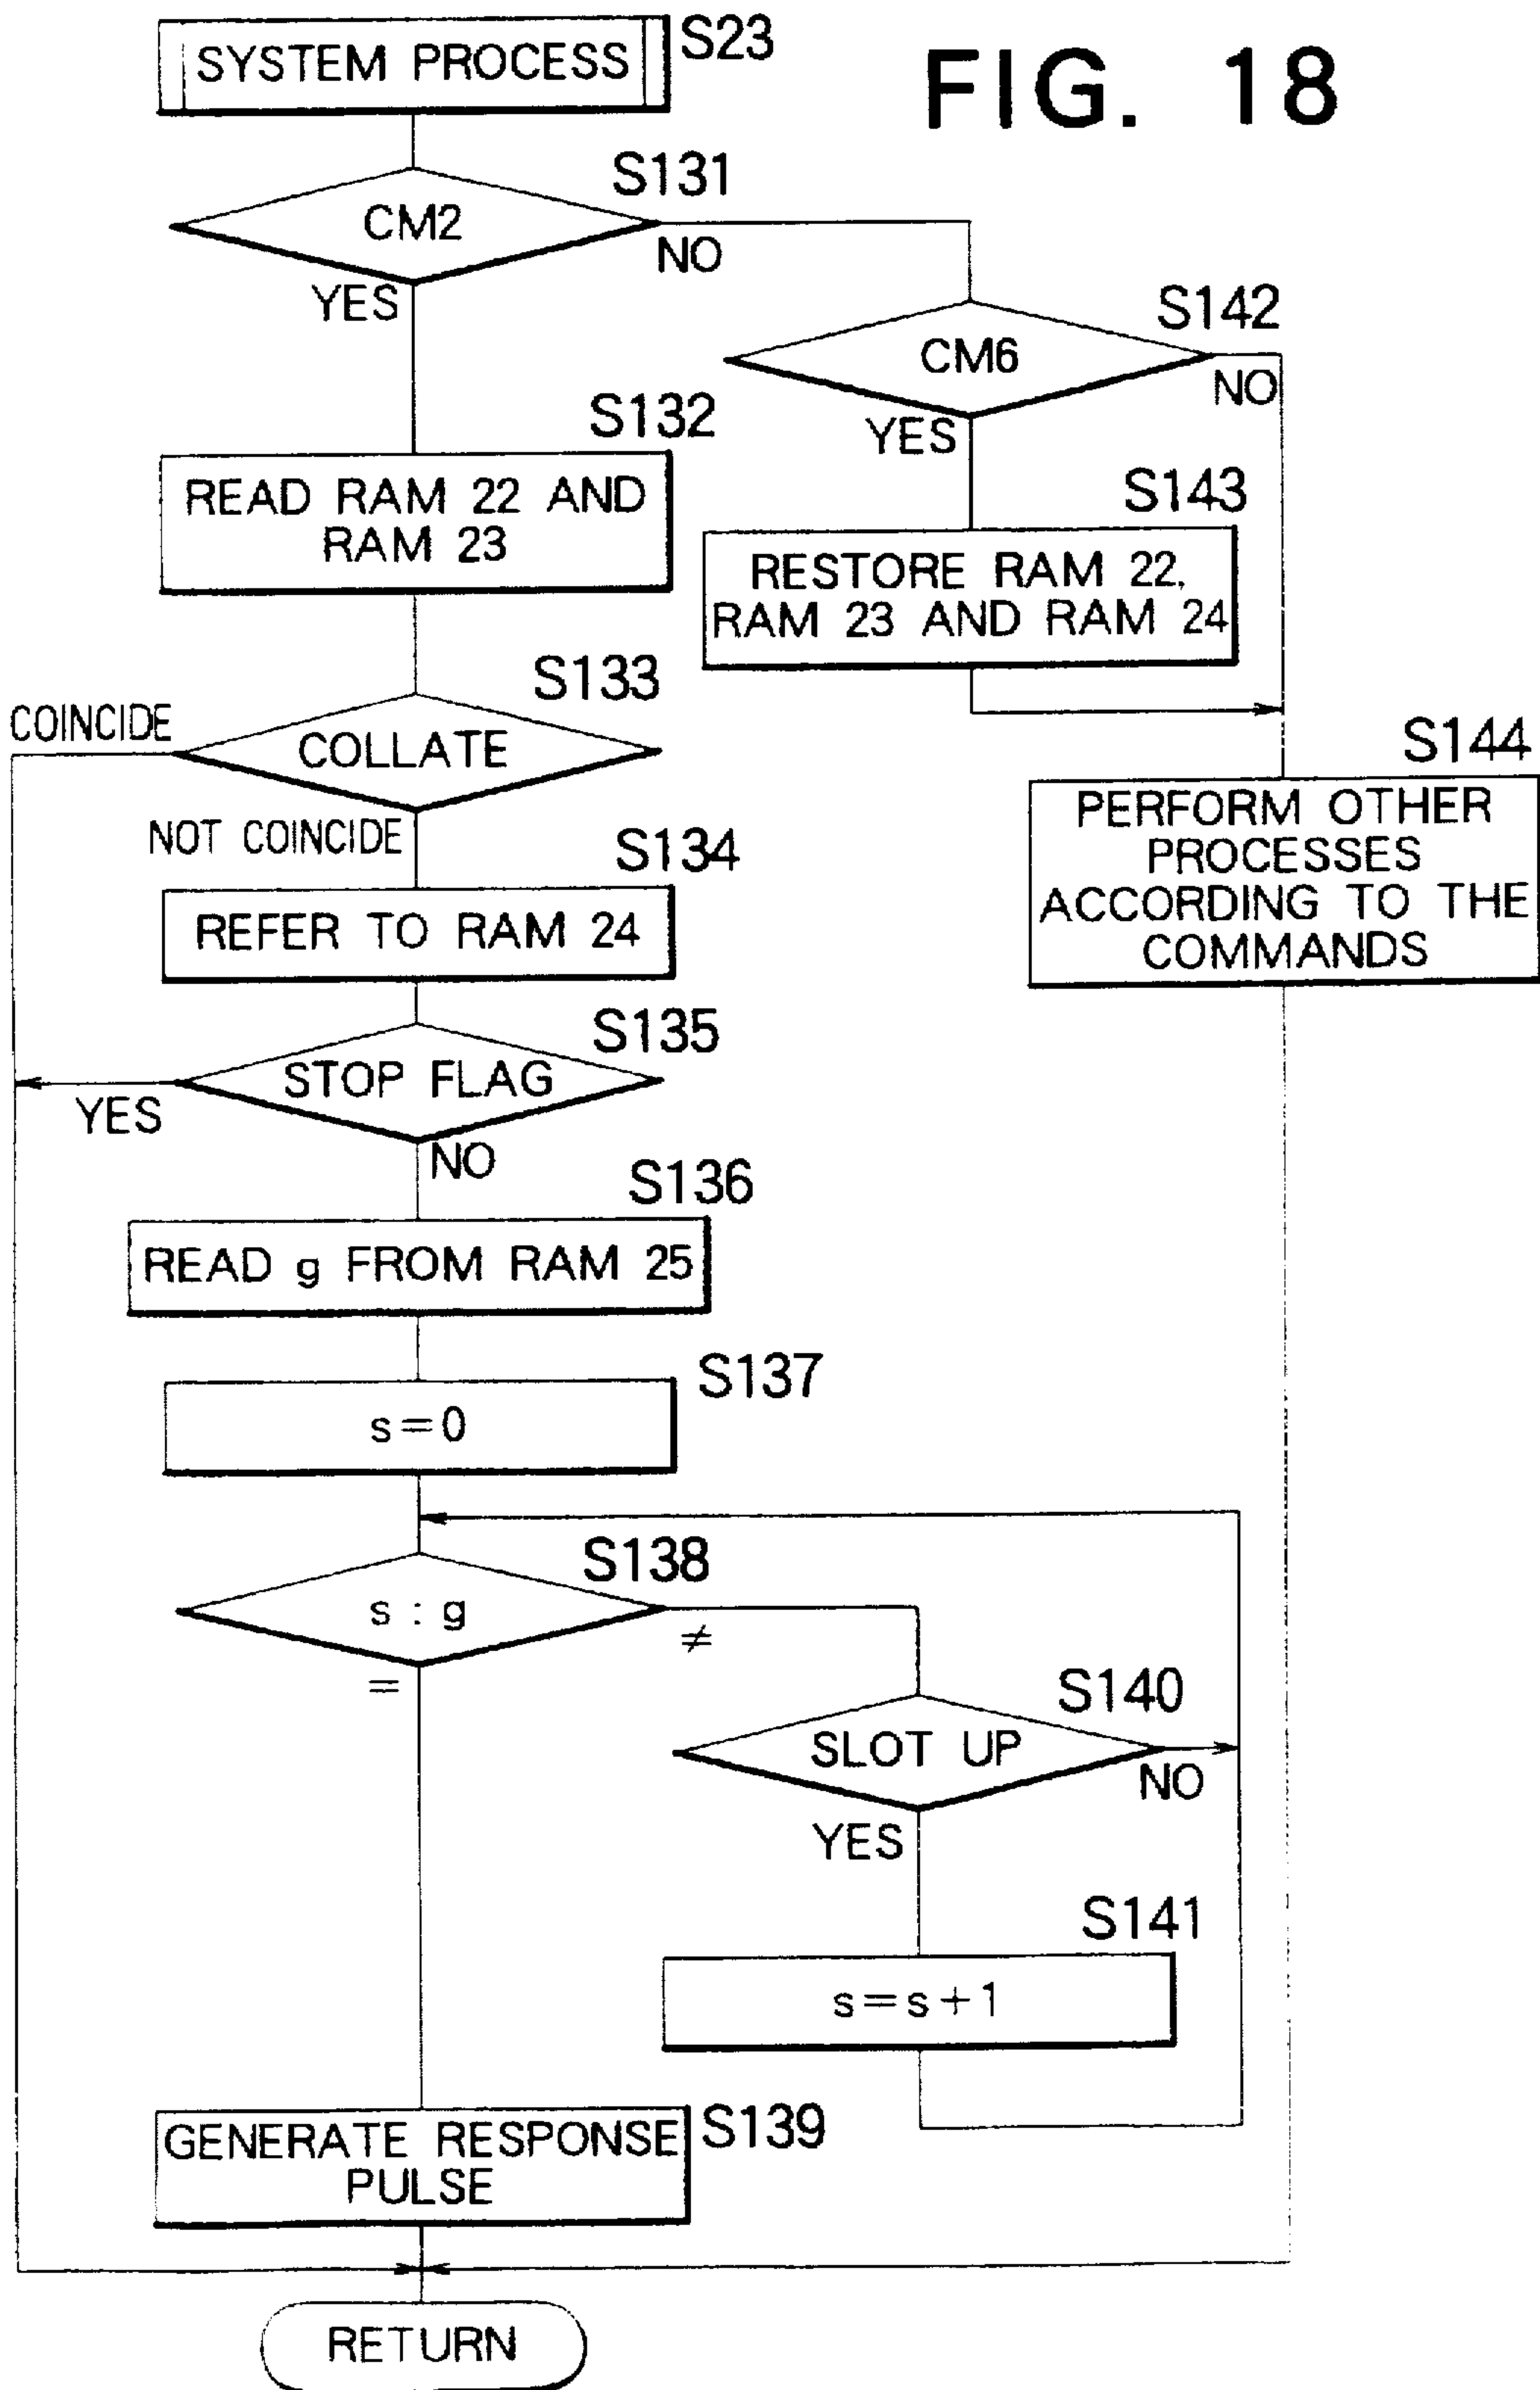 SYSTEM PROCESS
S23
FIG. 18
S131
CM2
NO
YES
S142
CM6
NO
YES
S132
READ RAM 22 AND
RAM 23
S143
RESTORE RAM 22,
RAM 23 AND RAM 24
S133
COINCIDE
COLLATE
NOT COINCIDE
S144
PERFORM OTHER
PROCESSES
ACCORDING TO THE
COMMANDS
S134
REFER TO RAM 24
S135
STOP FLAG
YES
NO
S136
READ g FROM RAM 25
S137
s=0
S138
s : g
≠
=
S140
SLOT UP
NO
YES
S141
s=s+1
GENERATE RESPONSE
PULSE
S139
RETURN